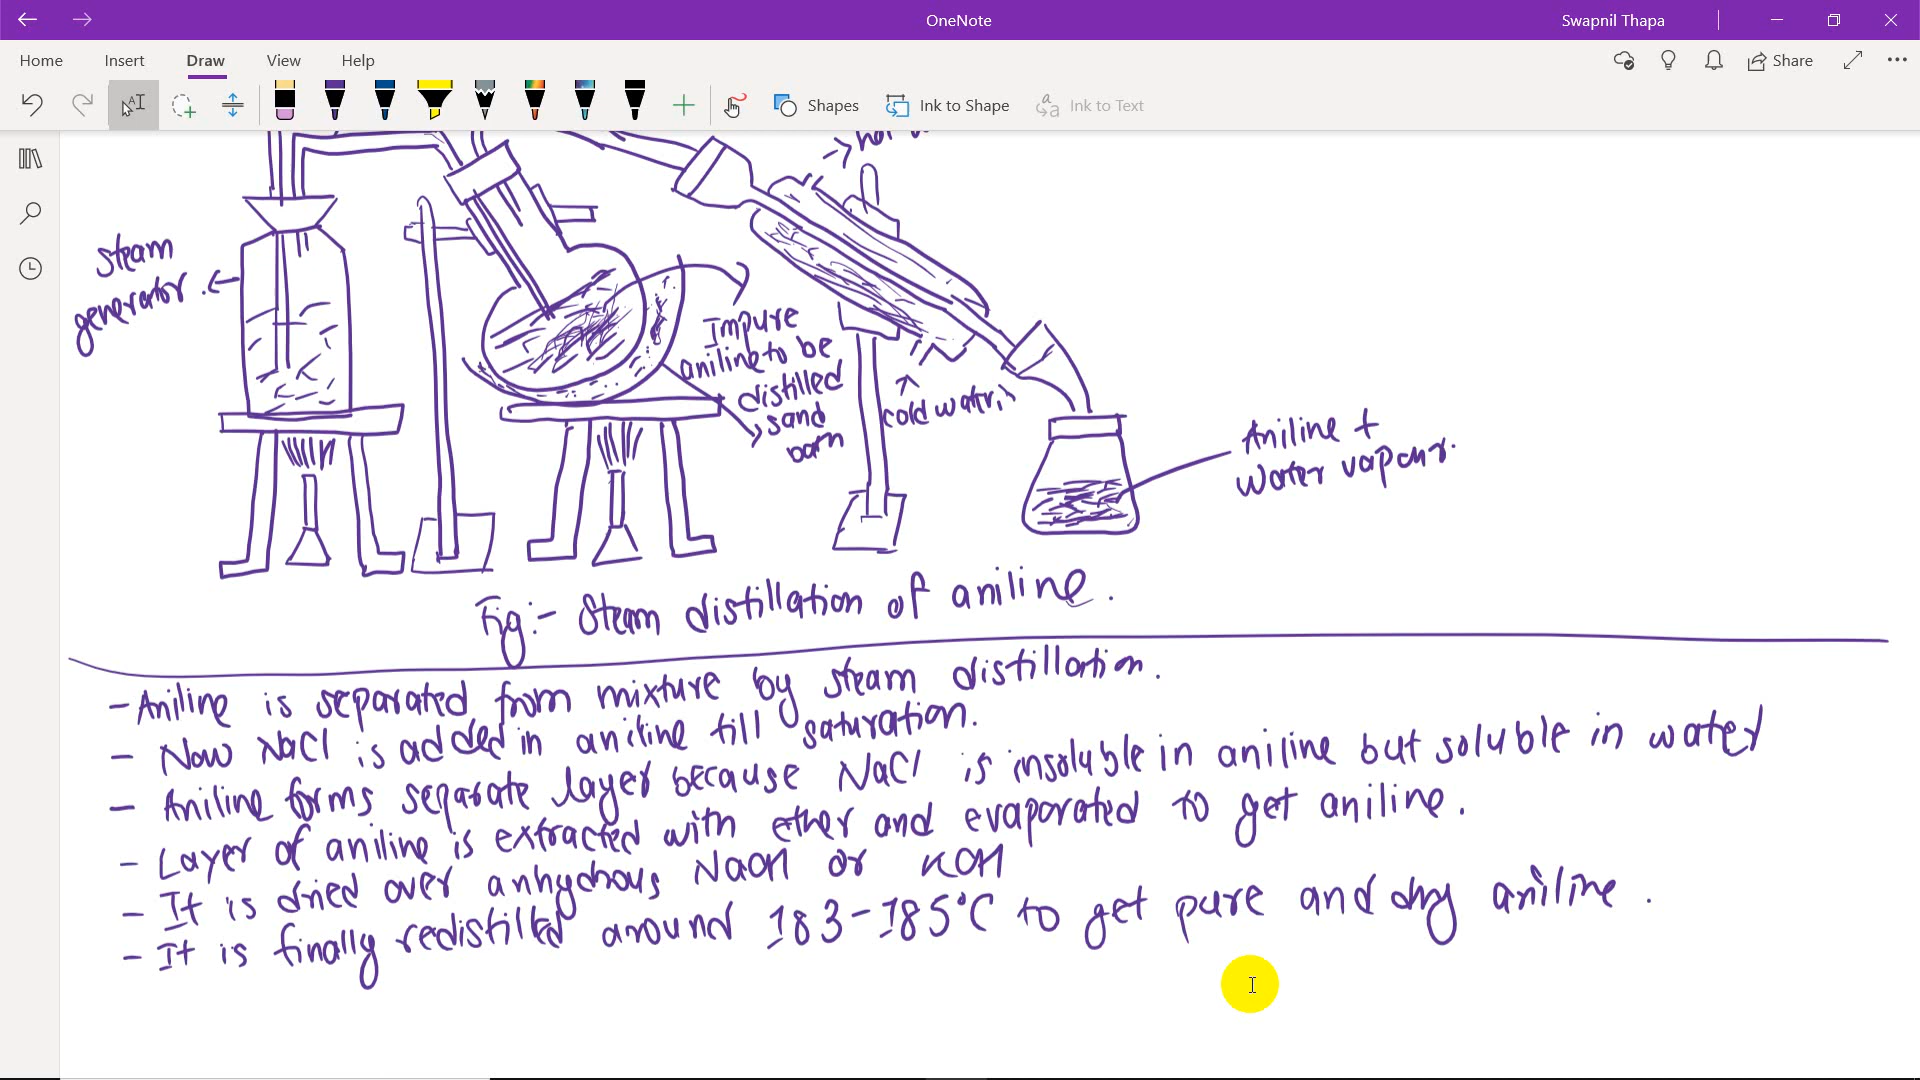 OneNote
Swapnil Thapa
Home Insert Draw View Help
Share
Shapes
Ink to Shape
Ink to Text
steam
generator
Impure
aniline to be
distilled
sand
cold water
Aniline +
Water vapour.
Fig:- Steam distillation of aniline.
- Aniline is separated from mixture by steam distillation.
- Now NaCl is added in aniline till saturation.
- Aniline forms separate layer because NaCl is insoluble in aniline but soluble in water
- Layer of aniline is extracted with ether and evaporated to get aniline.
- It is dried over anhydrous NaOH or KOH
- It is finally redistilled around 183-185°C to get pure and dry aniline.